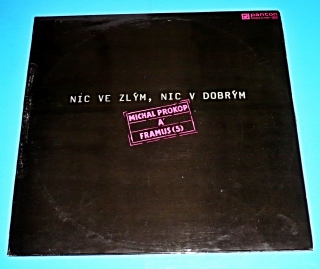 panton
NIC VE ZLÝM, NIC V DOBRÝM
MICHAL PROKOP
A
FRAMUS(5)